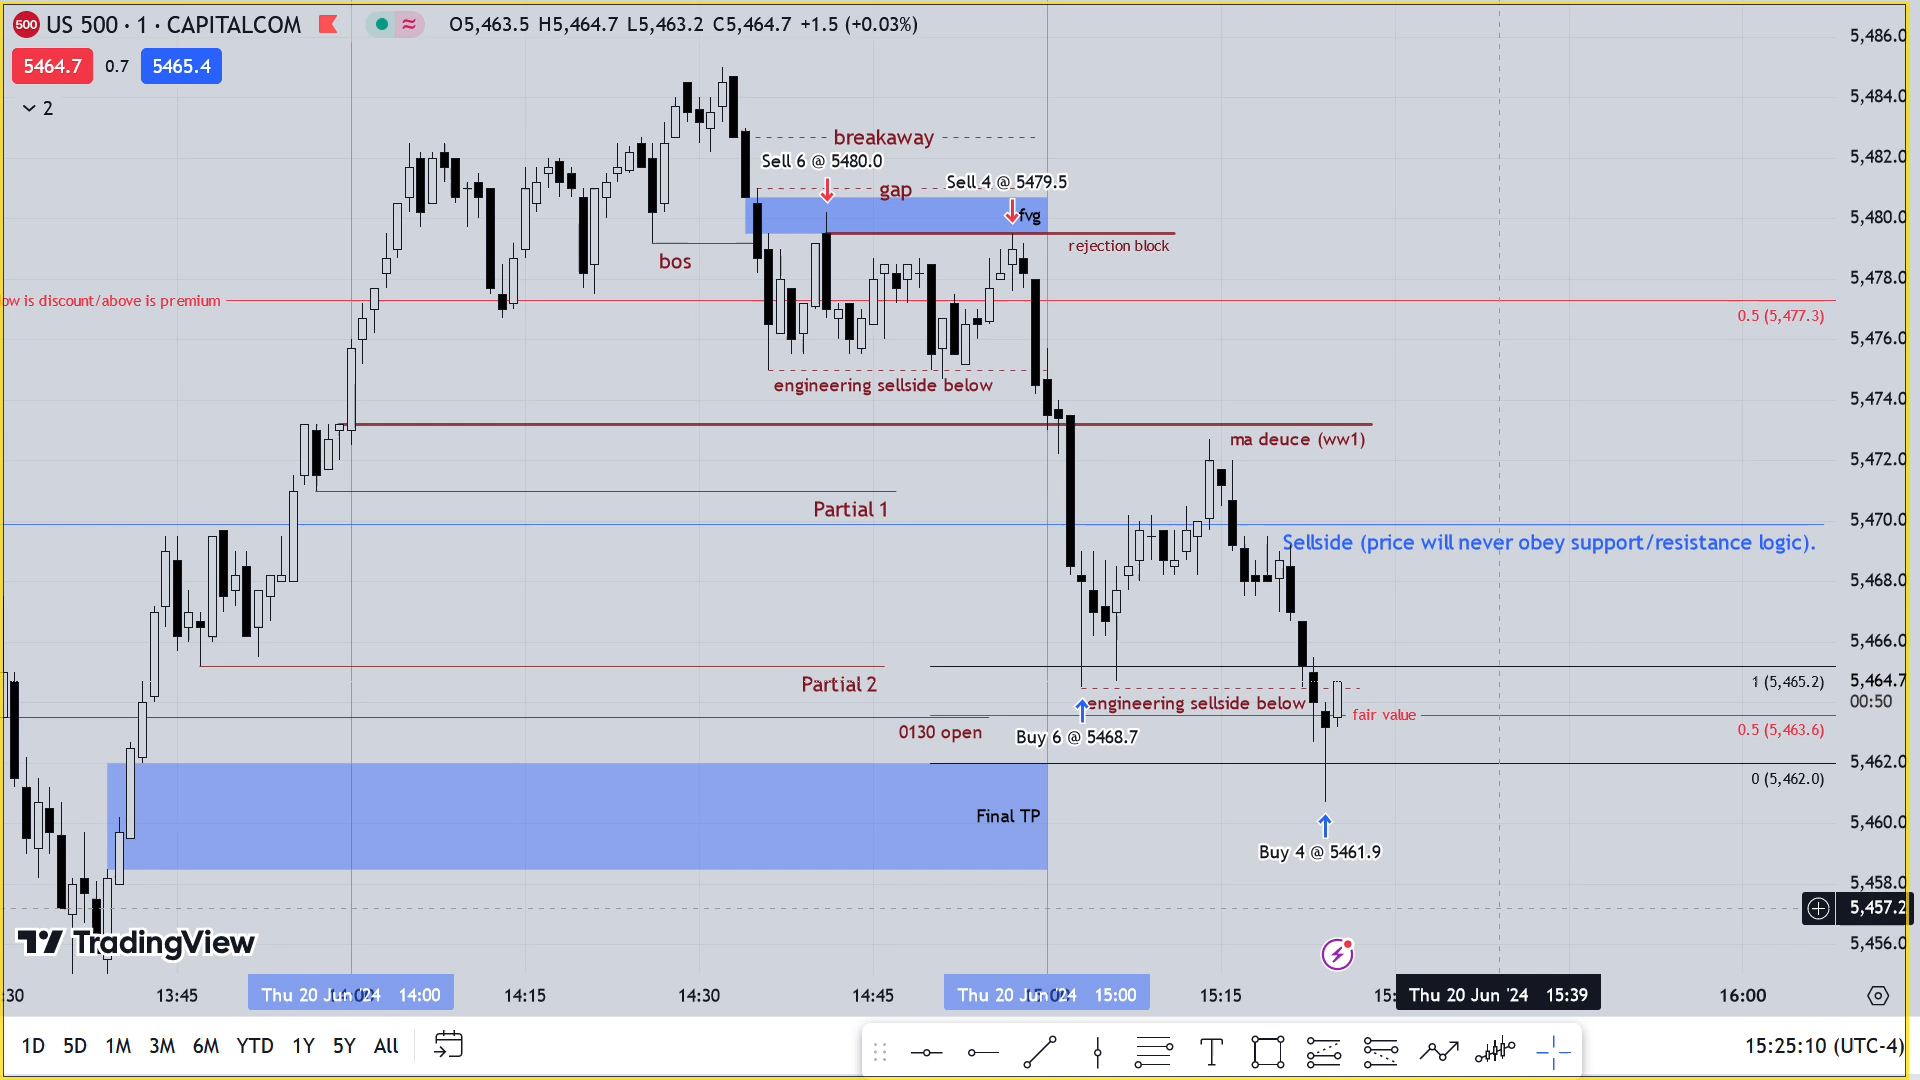 500 US 500 · 1 · CAPITALCOM O5,463.5 H5,464.7 L5,463.2 C5,464.7 +1.5 (+0.03%)
5464.7 0.7 5465.4
2
breakaway
Sell 6 @ 5480.0
gap
Sell 4 @ 5479.5
fvg
rejection block
bos
ow is discount/above is premium
0.5 (5,477.3)
engineering sellside below
ma deuce (ww1)
Partial 1
Sellside (price will never obey support/resistance logic).
Partial 2
1 (5,465.2)
engineering sellside below
fair value
0130 open
Buy 6 @ 5468.7
0.5 (5,463.6)
0 (5,462.0)
Final TP
Buy 4 @ 5461.9
5,486.0
5,484.0
5,482.0
5,480.0
5,478.0
5,476.0
5,474.0
5,472.0
5,470.0
5,468.0
5,466.0
5,464.7
00:50
5,462.0
5,460.0
5,458.0
5,457.2
5,456.0
TradingView
:30 13:45 Thu 20 Jun '24 14:00 14:15 14:30 14:45 Thu 20 Jun '24 15:00 15:15 Thu 20 Jun '24 15:39 16:00
1D 5D 1M 3M 6M YTD 1Y 5Y All
15:25:10 (UTC-4)